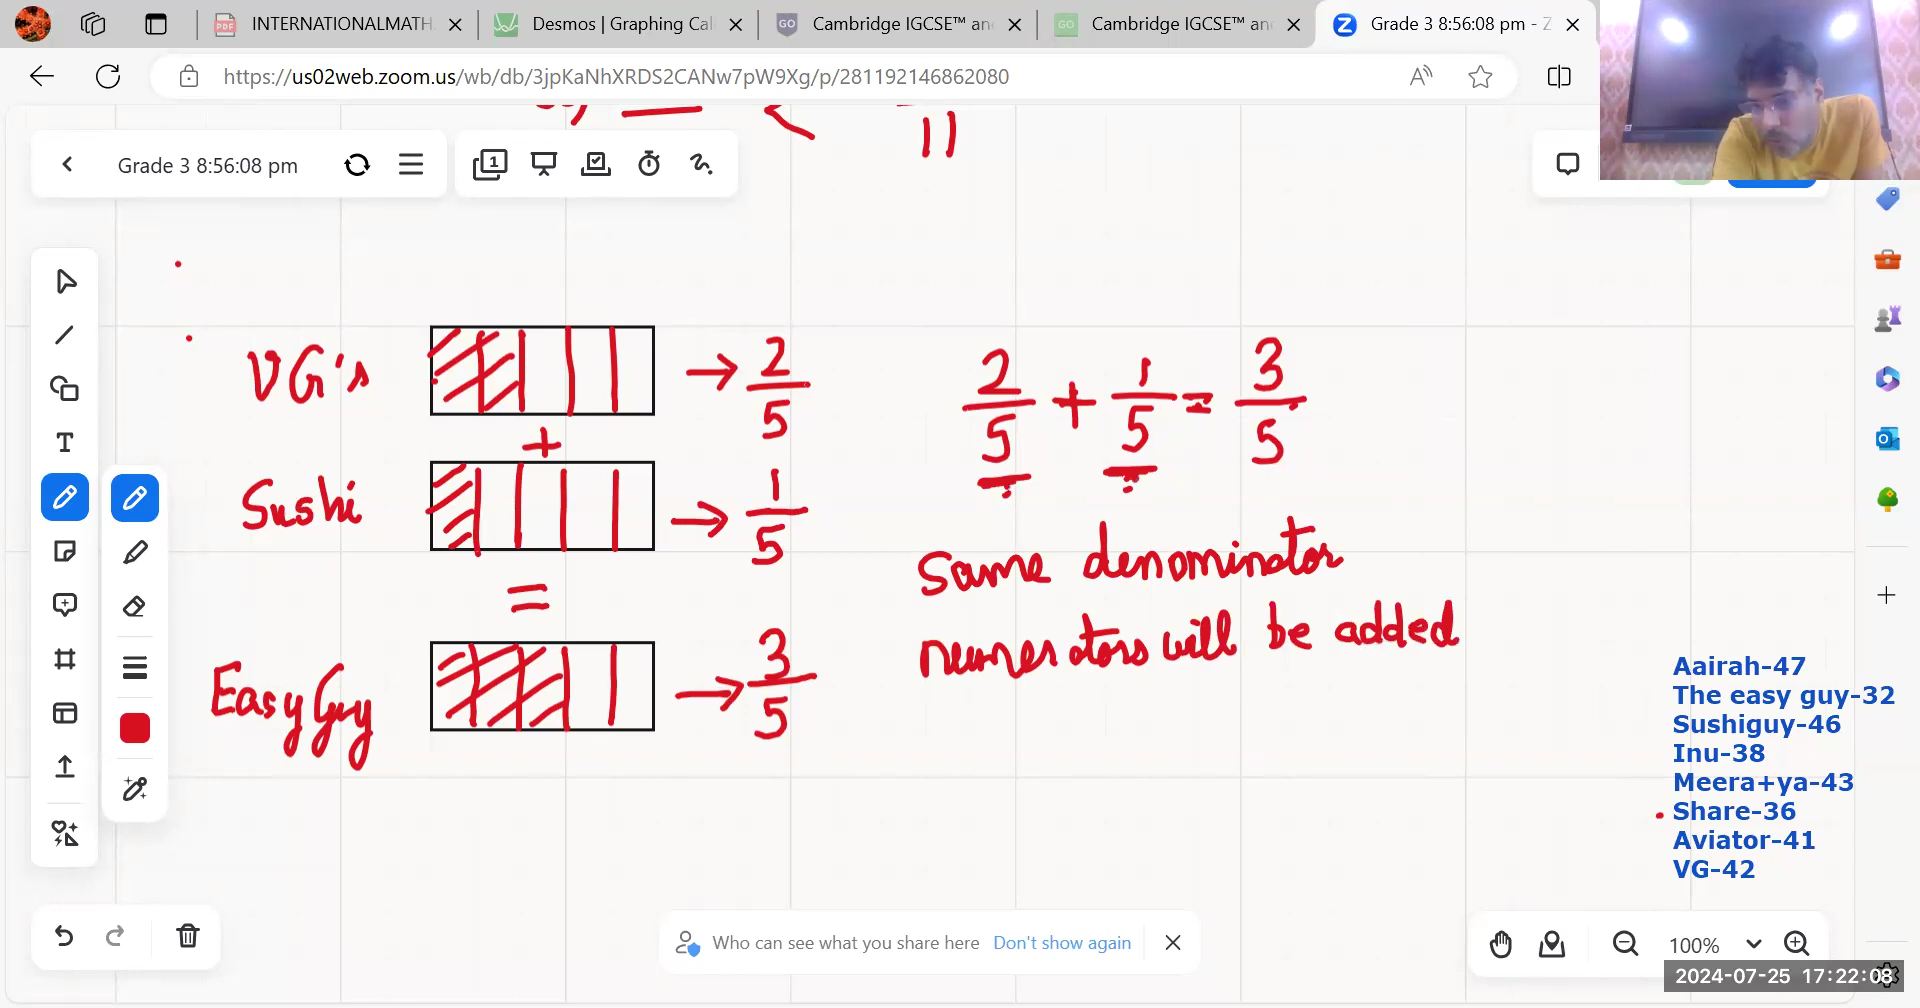 INTERNATIONALMATH
Desmos | Graphing Cal
Cambridge IGCSE™ an
Cambridge IGCSE™ an
Grade 3 8:56:08 pm - Z
https://us02web.zoom.us/wb/db/3jpKaNhXRDS2CANw7pW9Xg/p/281192146862080
11
Grade 3 8:56:08 pm
VG's → 2/5
+
Sushi → 1/5
=
Easy Guy → 3/5
2/5 + 1/5 = 3/5
Same denominator
numerators will be added
Aairah-47
The easy guy-32
Sushiguy-46
Inu-38
Meera+ya-43
Share-36
Aviator-41
VG-42
Who can see what you share here Don't show again
100%
2024-07-25 17:22:08